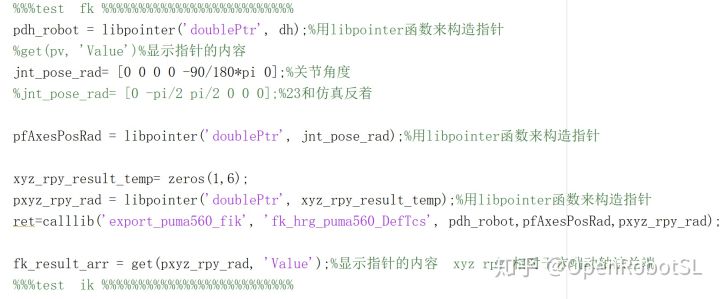 %%%test  fk %%%%%%%%%%%%%%%%%%%%%%%%%%
pdh_robot = libpointer('doublePtr', dh);%用libpointer函数来构造指针
%get(pv, 'Value')%显示指针的内容
jnt_pose_rad= [0 0 0 0 -90/180*pi 0];%关节角度
%jnt_pose_rad= [0 -pi/2 pi/2 0 0 0];%23和仿真反着
pfAxesPosRad = libpointer('doublePtr', jnt_pose_rad);%用libpointer函数来构造指针
xyz_rpy_result_temp= zeros(1,6);
pxyz_rpy_rad = libpointer('doublePtr', xyz_rpy_result_temp);%用libpointer函数来构造指针
ret=calllib('export_puma560_fik', 'fk_hrg_puma560_DefTcs', pdh_robot,pfAxesPosRad,pxyz_rpy_rad);
fk_result_arr = get(pxyz_rpy_rad, 'Value');%显示指针的内容  xyz
知乎 @OpenRobotSL
%%%test  ik %%%%%%%%%%%%%%%%%%%%%%%%%%